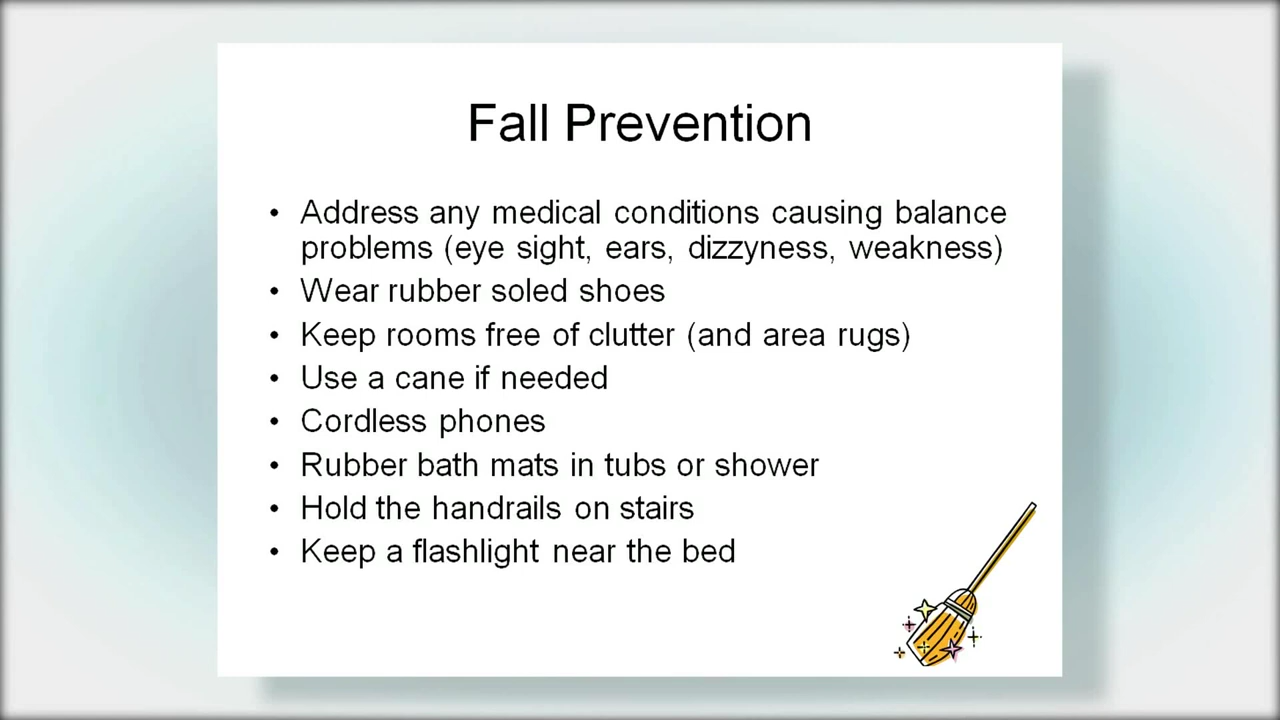 Fall Prevention
• Address any medical conditions causing balance
problems (eye sight, ears, dizzyness, weakness)
• Wear rubber soled shoes
• Keep rooms free of clutter (and area rugs)
• Use a cane if needed
• Cordless phones
• Rubber bath mats in tubs or shower
• Hold the handrails on stairs
• Keep a flashlight near the bed